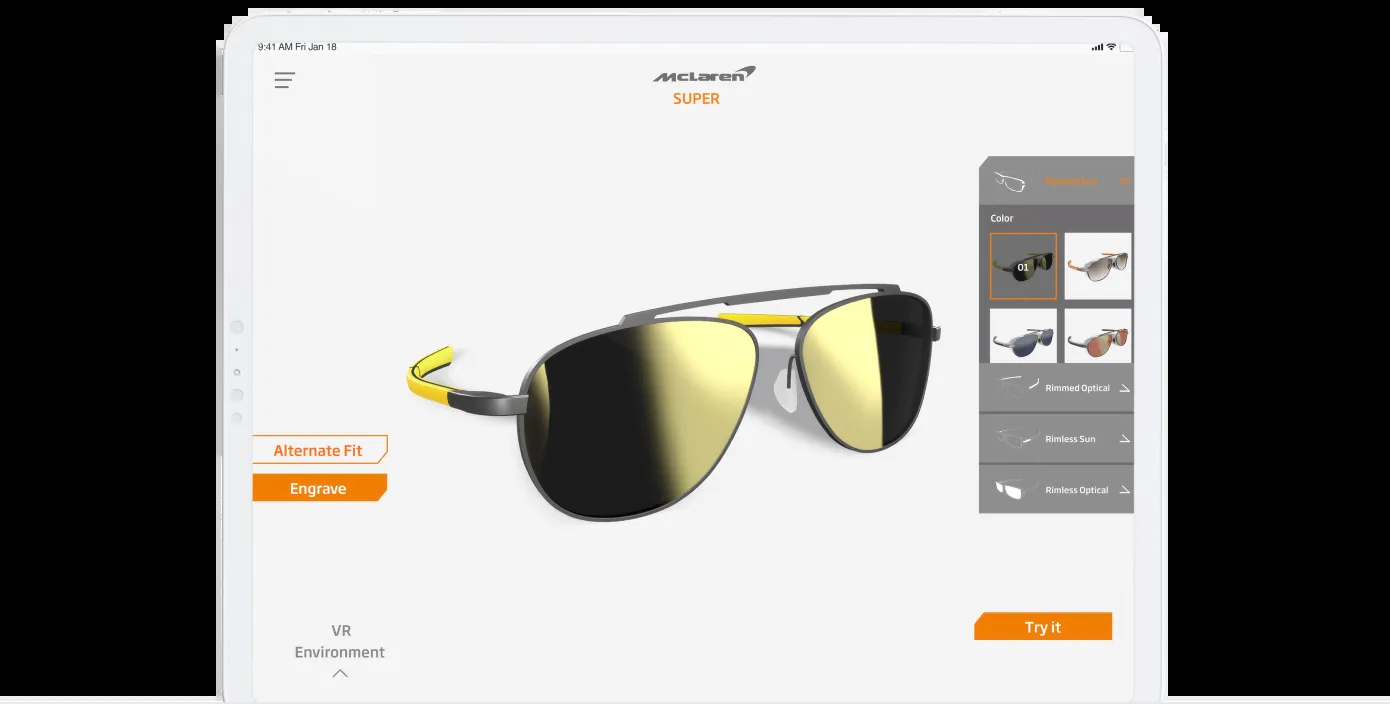 9:41 AM Fri Jan 18
McLaren
SUPER
Color
01
Rimmed Optical
Rimless Sun
Rimless Optical
Alternate Fit
Engrave
VR
Environment
Try it